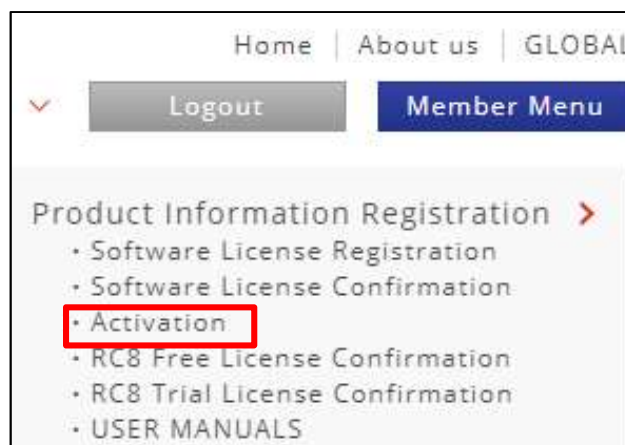 Home | About us | GLOBAL
Logout Member Menu
Product Information Registration >
・Software License Registration
・Software License Confirmation
・Activation
・RC8 Free License Confirmation
・RC8 Trial License Confirmation
・USER MANUALS